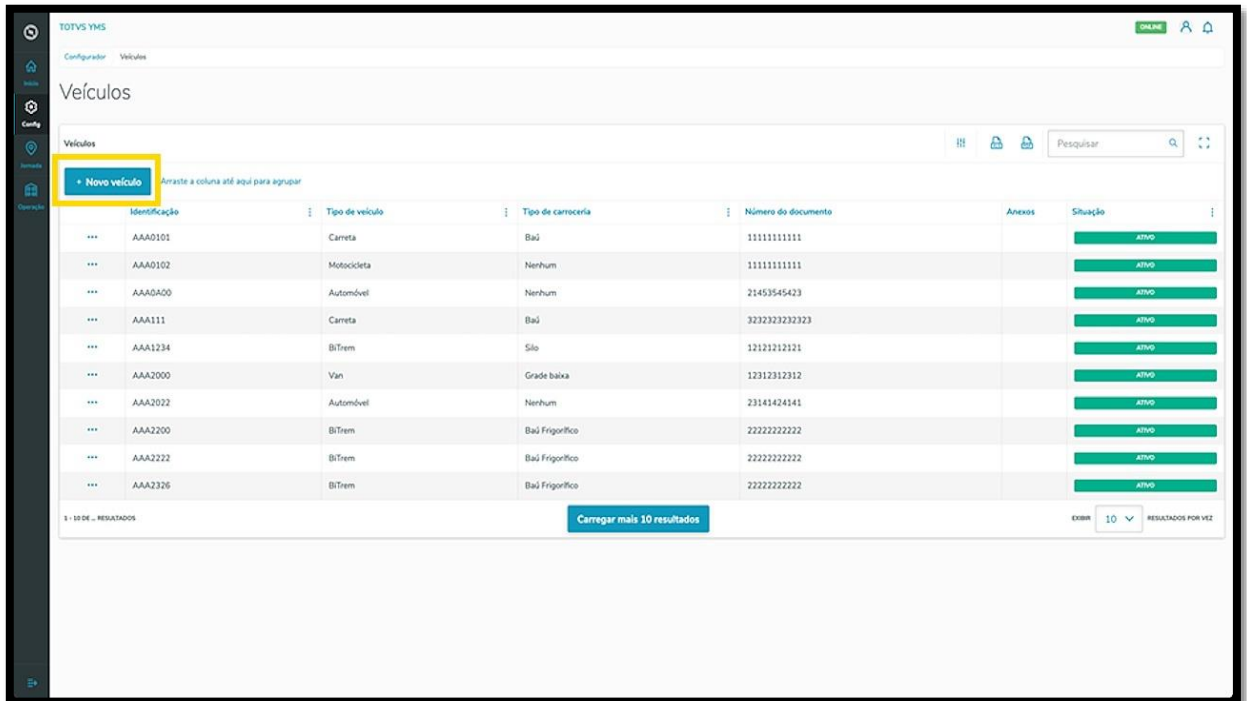 TOTVS YMS ONLINE
Configurador Veículos
Início
Veículos
Config
Veículos Pesquisar
Jornada
+ Novo veículo Arraste a coluna até aqui para agrupar
Operação
Identificação Tipo de veículo Tipo de carroceria Número do documento Anexos Situação
AAA0101 Carreta Baú 11111111111 ATIVO
AAA0102 Motocicleta Nenhum 11111111111 ATIVO
AAA0A00 Automóvel Nenhum 21453545423 ATIVO
AAA111 Carreta Baú 3232323232323 ATIVO
AAA1234 BiTrem Silo 12121212121 ATIVO
AAA2000 Van Grade baixa 12312312312 ATIVO
AAA2022 Automóvel Nenhum 23141424141 ATIVO
AAA2200 BiTrem Baú Frigorífico 22222222222 ATIVO
AAA2222 BiTrem Baú Frigorífico 22222222222 ATIVO
AAA2326 BiTrem Baú Frigorífico 22222222222 ATIVO
1 - 10 DE ... RESULTADOS Carregar mais 10 resultados EXIBIR 10 RESULTADOS POR VEZ